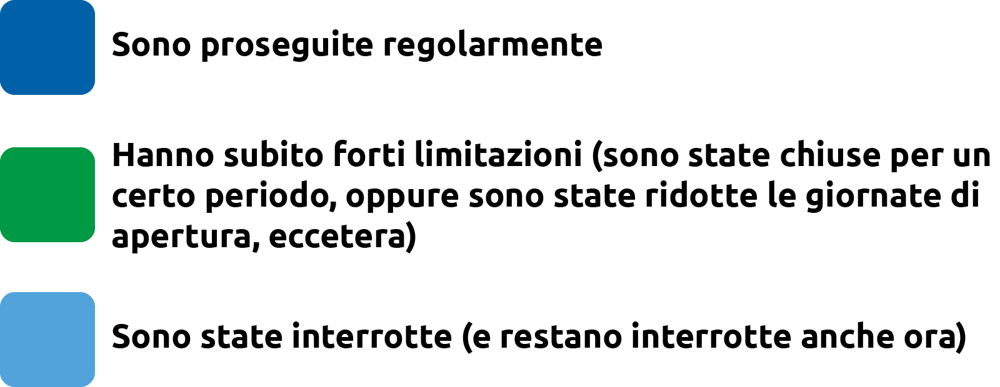 Sono proseguite regolarmente
Hanno subito forti limitazioni (sono state chiuse per un
certo periodo, oppure sono state ridotte le giornate di
apertura, eccetera)
Sono state interrotte (e restano interrotte anche ora)